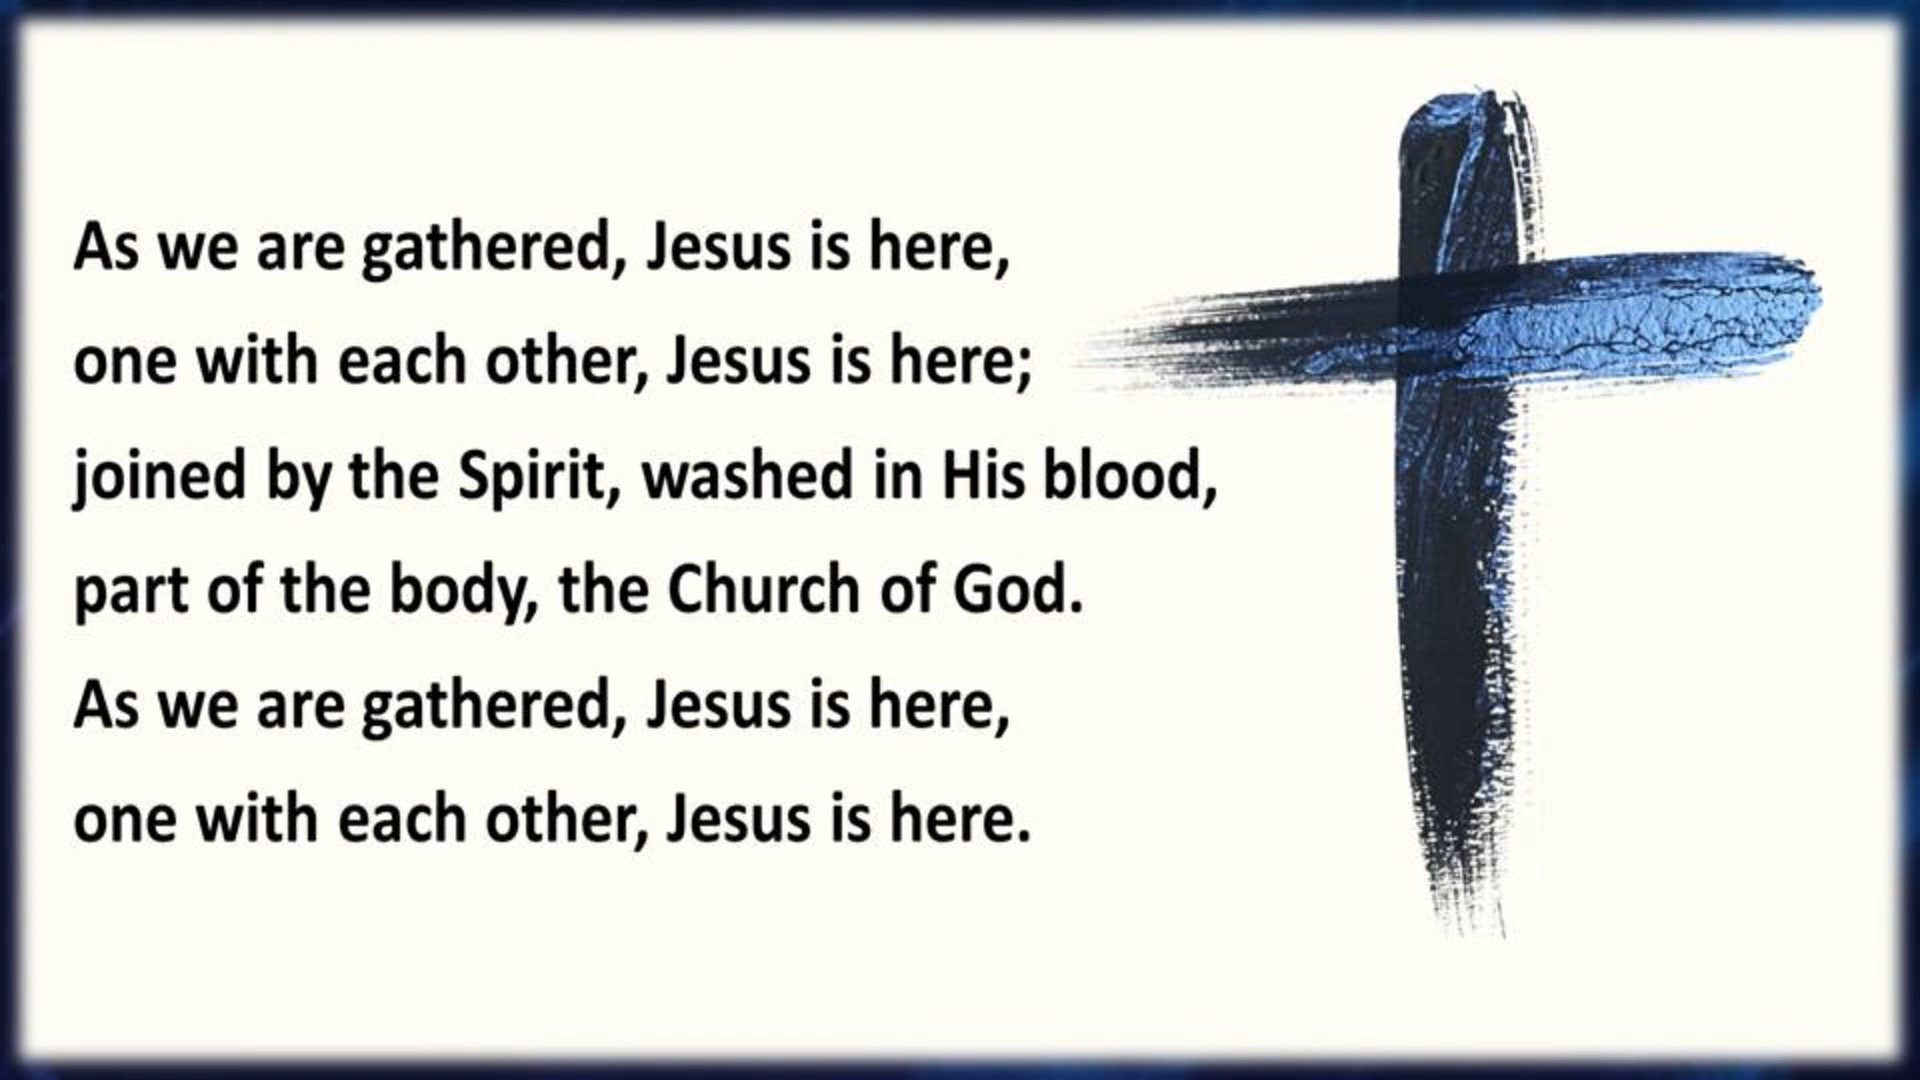 As we are gathered, Jesus is here,
one with each other, Jesus is here;
joined by the Spirit, washed in His blood,
part of the body, the Church of God.
As we are gathered, Jesus is here,
one with each other, Jesus is here.